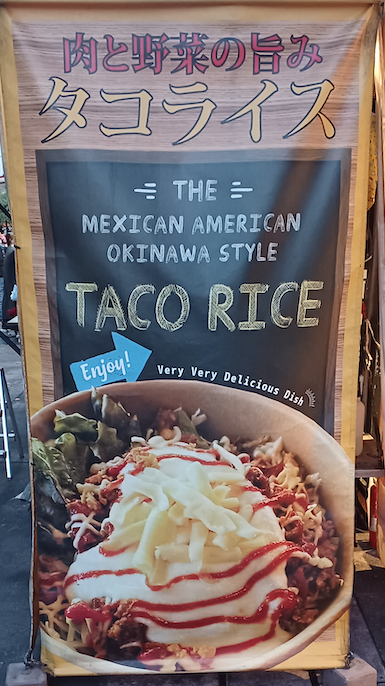 肉と野菜の旨み
タコライス
THE
MEXICAN AMERICAN
OKINAWA STYLE
TACO RICE
Enjoy!
Very Very Delicious Dish